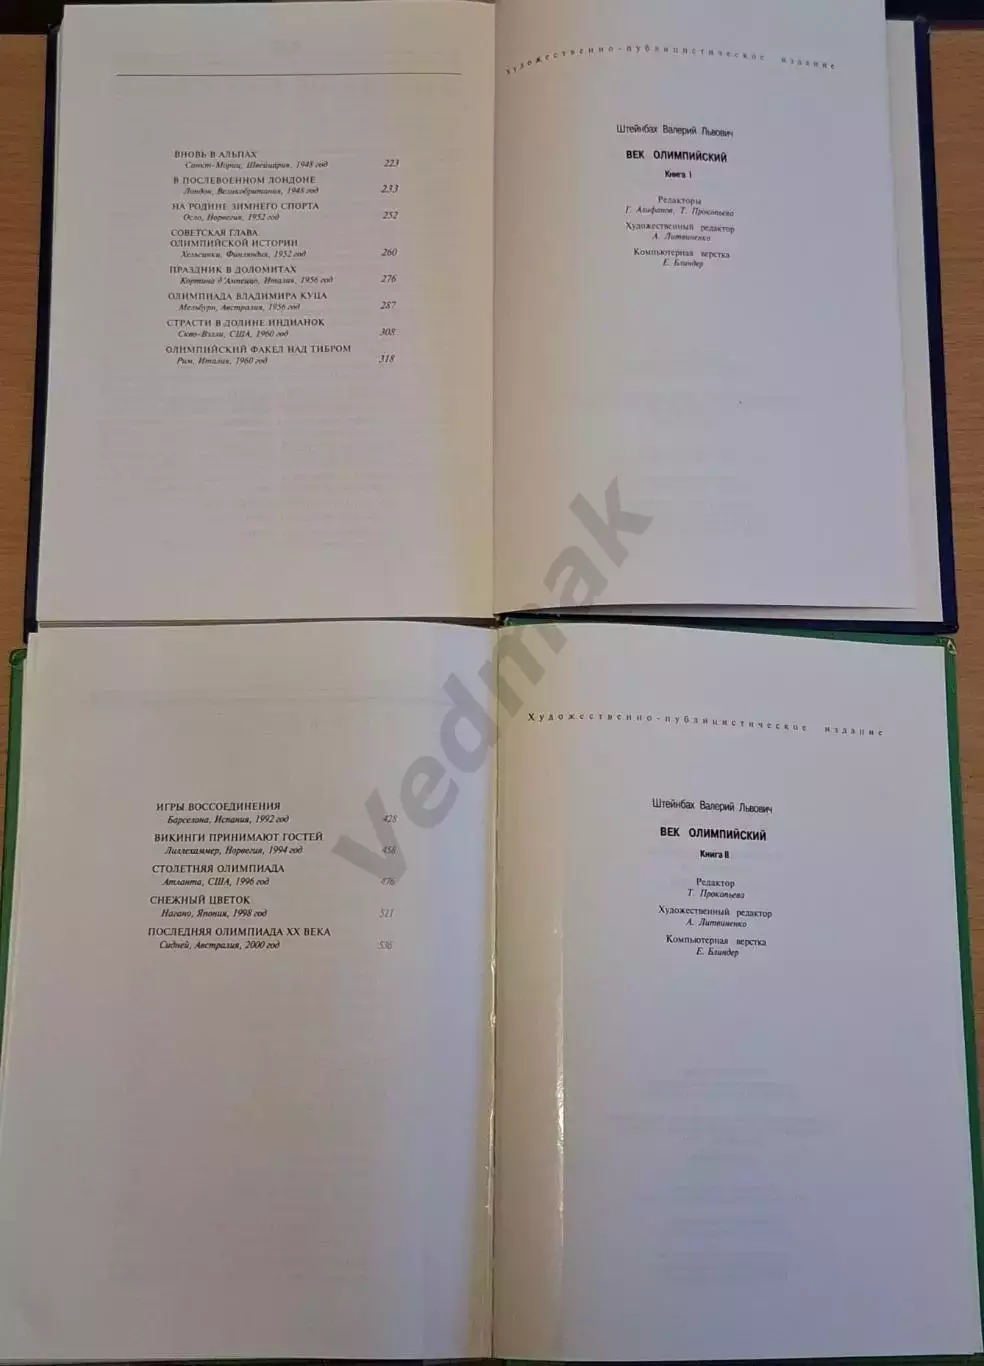 ВНОВЬ В АЛЬПАХ
Санкт-Мориц, Швейцария, 1948 год 223
В ПОСЛЕВОЕННОМ ЛОНДОНЕ
Лондон, Великобритания, 1948 год 233
НА РОДИНЕ ЗИМНЕГО СПОРТА
Осло, Норвегия, 1952 год 252
СОВЕТСКАЯ ГЛАВА
ОЛИМПИЙСКОЙ ИСТОРИИ
Хельсинки, Финляндия, 1952 год 260
ПРАЗДНИК В ДОЛОМИТАХ
Кортина д'Ампеццо, Италия, 1956 год 276
ОЛИМПИАДА ВЛАДИМИРА КУЦА
Мельбурн, Австралия, 1956 год 287
СТРАСТИ В ДОЛИНЕ ИНДИАНОК
Скво-Вэлли, США, 1960 год 308
ОЛИМПИЙСКИЙ ФАКЕЛ НАД ТИБРОМ
Рим, Италия, 1960 год 318
Художественно-публицистическое издание
Штейнбах Валерий Львович
ВЕК ОЛИМПИЙСКИЙ
Книга I
Редакторы
Г. Алифанов, Т. Прокопьева
Художественный редактор
А. Литвиненко
Компьютерная верстка
Е. Блиндер
ИГРЫ ВОССОЕДИНЕНИЯ
Барселона, Испания, 1992 год 428
ВИКИНГИ ПРИНИМАЮТ ГОСТЕЙ
Лиллехаммер, Норвегия, 1994 год 458
СТОЛЕТНЯЯ ОЛИМПИАДА
Атланта, США, 1996 год 476
СНЕЖНЫЙ ЦВЕТОК
Нагано, Япония, 1998 год 521
ПОСЛЕДНЯЯ ОЛИМПИАДА XX ВЕКА
Сидней, Австралия, 2000 год 536
Художественно-публицистическое издание
Штейнбах Валерий Львович
ВЕК ОЛИМПИЙСКИЙ
Книга II
Редактор
Т. Прокопьева
Художественный редактор
А. Литвиненко
Компьютерная верстка
Е. Блиндер
vedmak